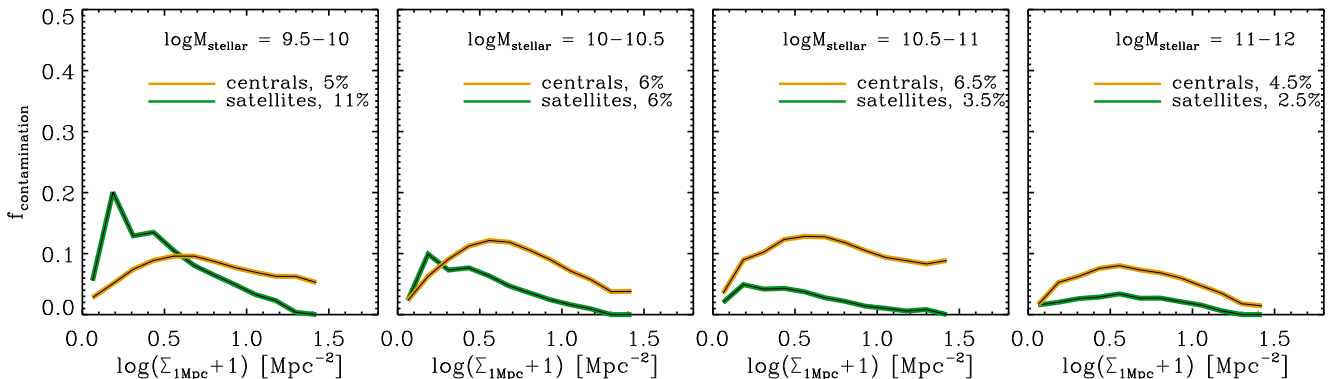 f_contamination
0.5
0.4
0.3
0.2
0.1
0.0
logM_stellar = 9.5−10
centrals, 5%
satellites, 11%
0.0 0.5 1.0 1.5
log(Σ_1Mpc+1) [Mpc^−2]
logM_stellar = 10−10.5
centrals, 6%
satellites, 6%
0.0 0.5 1.0 1.5
log(Σ_1Mpc+1) [Mpc^−2]
logM_stellar = 10.5−11
centrals, 6.5%
satellites, 3.5%
0.0 0.5 1.0 1.5
log(Σ_1Mpc+1) [Mpc^−2]
logM_stellar = 11−12
centrals, 4.5%
satellites, 2.5%
0.0 0.5 1.0 1.5
log(Σ_1Mpc+1) [Mpc^−2]